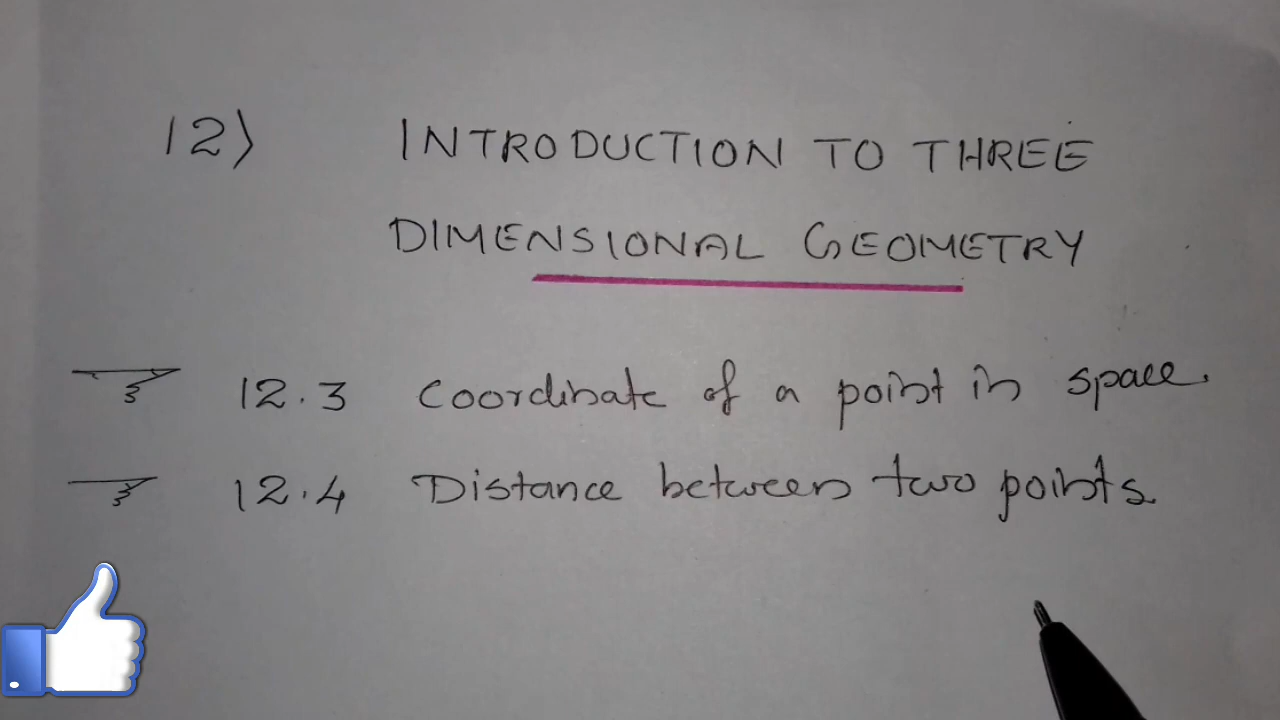 12) INTRODUCTION TO THREE
DIMENSIONAL GEOMETRY
12.3 Coordinate of a point in space.
12.4 Distance between two points.